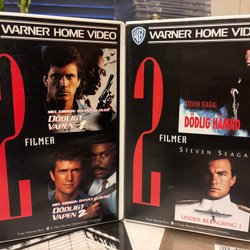 WARNER HOME VIDEO
2
FILMER
MEL GIBSON DANNY GLOVER
DÖDLIGT
VAPEN
MEL GIBSON DANNY GLOVER
DÖDLIGT
VAPEN 2
WB WARNER HOME VIDEO
2
FILMER
STEVEN SEAGAL
DÖDLIG HÄMND
STEVEN SEAGAL
UNDER BELÄGRING